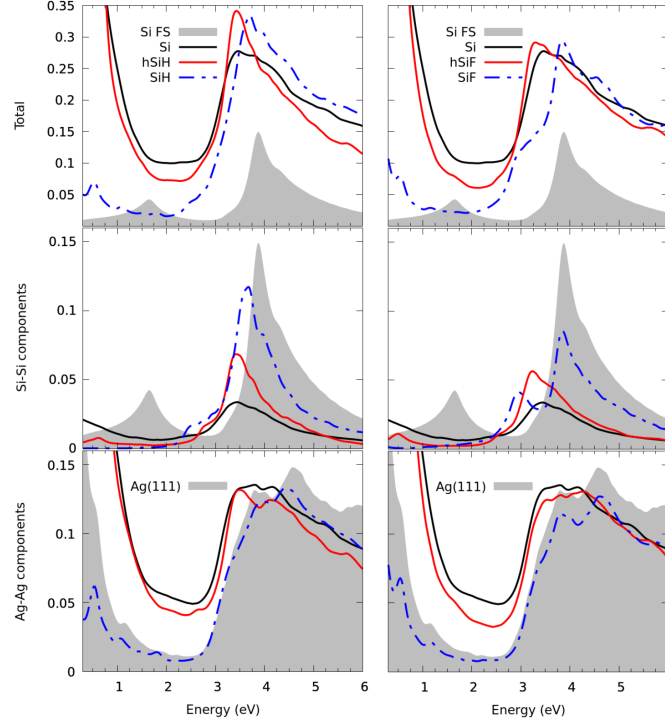 0.35
0.3
0.25
0.2
0.15
0.1
0.05
Total
Si FS
Si
hSiH
SiH
Si FS
Si
hSiF
SiF
0.15
0.1
0.05
0
Si-Si components
0.15
0.1
0.05
0
Ag-Ag components
Ag(111)
Ag(111)
1 2 3 4 5 6
1 2 3 4 5
Energy (eV)
Energy (eV)